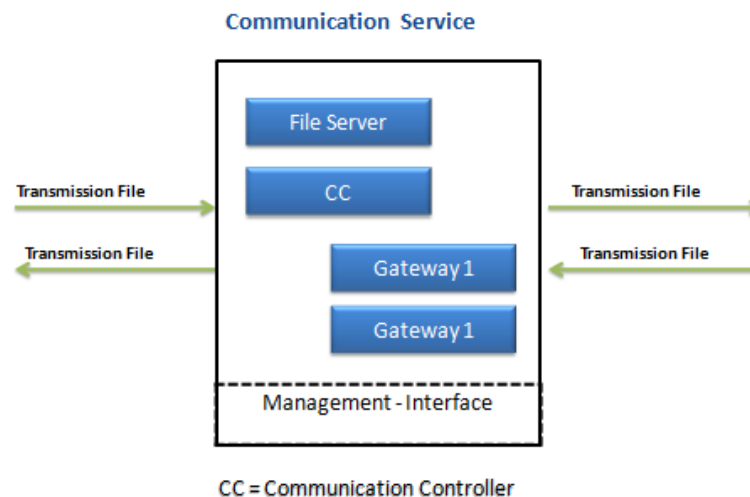 Communication Service
File Server
CC
Transmission File
Transmission File
Transmission File
Transmission File
Gateway 1
Gateway 1
Management - Interface
CC = Communication Controller